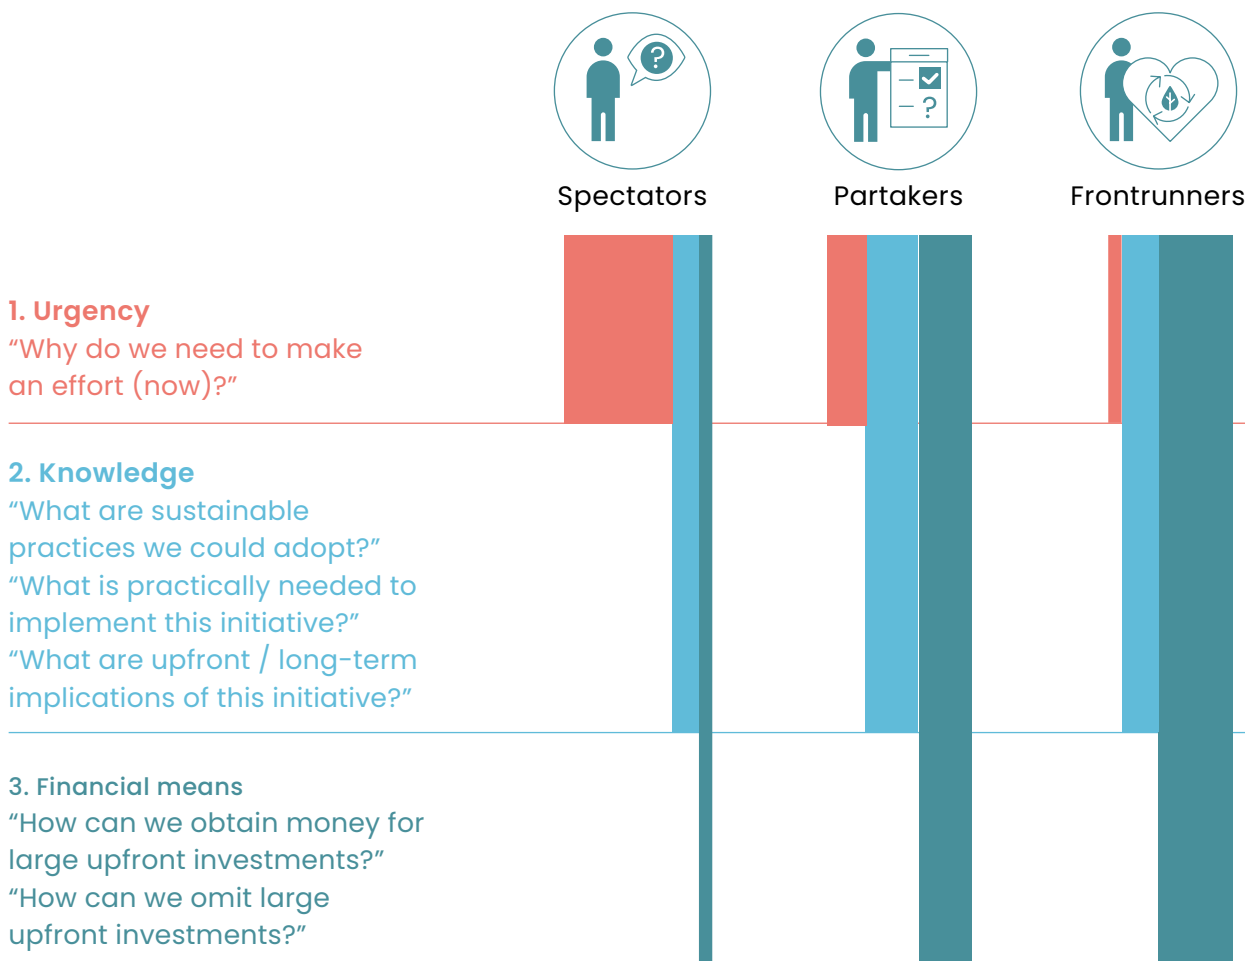 ?
?
Spectators
Partakers
Frontrunners
1. Urgency
“Why do we need to make
an effort (now)?”
2. Knowledge
“What are sustainable
practices we could adopt?”
“What is practically needed to
implement this initiative?”
“What are upfront / long-term
implications of this initiative?”
3. Financial means
“How can we obtain money for
large upfront investments?”
“How can we omit large
upfront investments?”